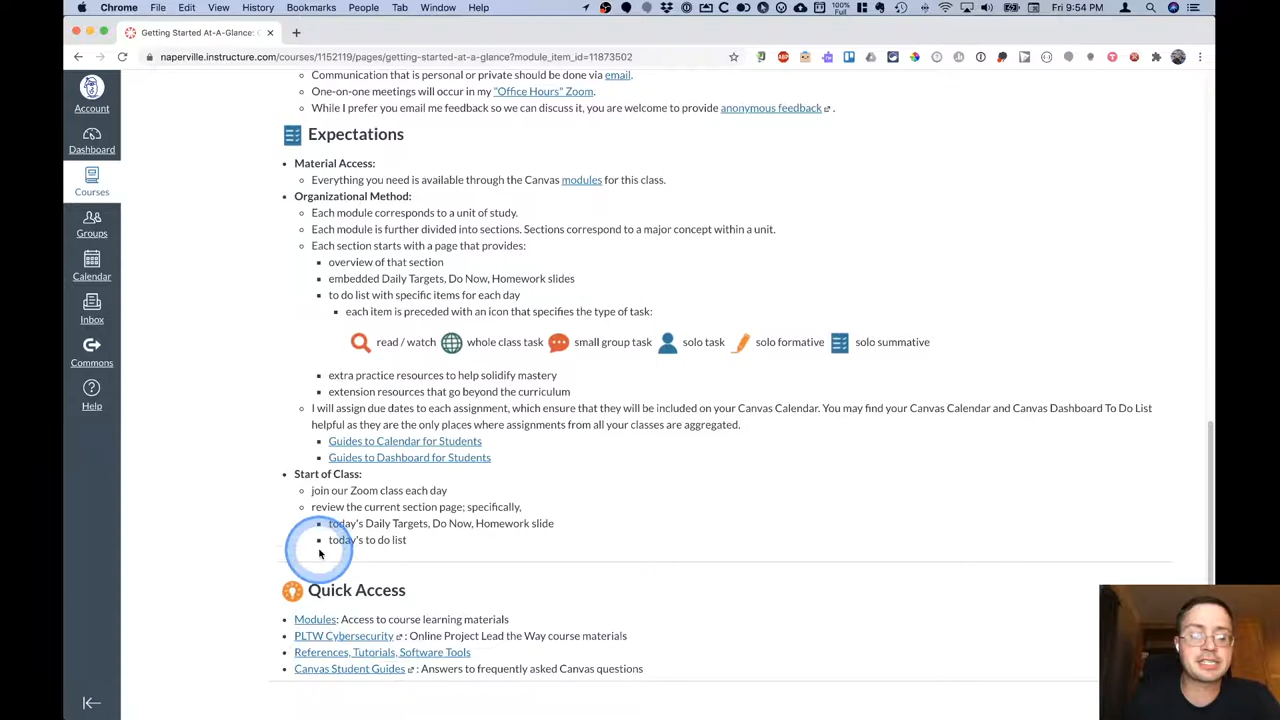 Chrome File Edit View History Bookmarks People Tab Window Help 100% Full Fri 9:54 PM
Getting Started At-A-Glance: C
naperville.instructure.com/courses/1152119/pages/getting-started-at-a-glance?module_item_id=11873502
Account
Dashboard
Courses
Groups
Calendar
Inbox
Commons
Help
Communication that is personal or private should be done via email.
One-on-one meetings will occur in my "Office Hours" Zoom.
While I prefer you email me feedback so we can discuss it, you are welcome to provide anonymous feedback.
Expectations
Material Access:
Everything you need is available through the Canvas modules for this class.
Organizational Method:
Each module corresponds to a unit of study.
Each module is further divided into sections. Sections correspond to a major concept within a unit.
Each section starts with a page that provides:
overview of that section
embedded Daily Targets, Do Now, Homework slides
to do list with specific items for each day
each item is preceded with an icon that specifies the type of task:
read / watch whole class task small group task solo task solo formative solo summative
extra practice resources to help solidify mastery
extension resources that go beyond the curriculum
I will assign due dates to each assignment, which ensure that they will be included on your Canvas Calendar. You may find your Canvas Calendar and Canvas Dashboard To Do List
helpful as they are the only places where assignments from all your classes are aggregated.
Guides to Calendar for Students
Guides to Dashboard for Students
Start of Class:
join our Zoom class each day
review the current section page; specifically,
today's Daily Targets, Do Now, Homework slide
today's to do list
Quick Access
Modules: Access to course learning materials
PLTW Cybersecurity : Online Project Lead the Way course materials
References, Tutorials, Software Tools
Canvas Student Guides : Answers to frequently asked Canvas questions